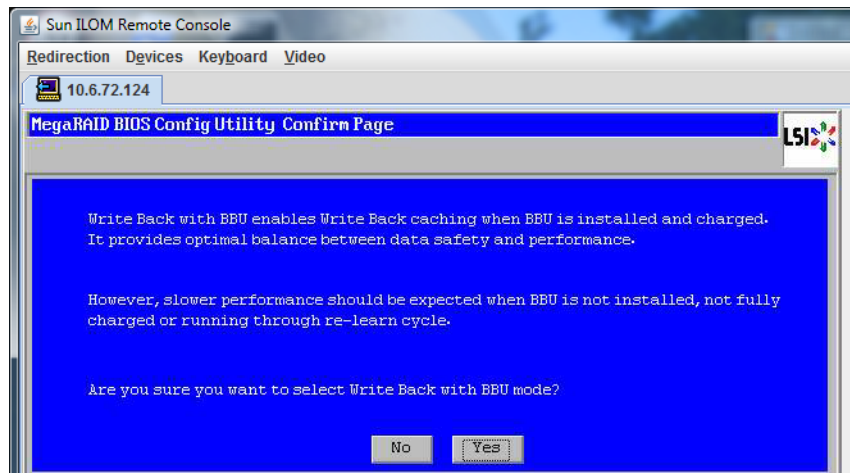 Sun ILOM Remote Console
Redirection Devices Keyboard Video
10.6.72.124
MegaRAID BIOS Config Utility Confirm Page
LSI
Write Back with BBU enables Write Back caching when BBU is installed and charged.
It provides optimal balance between data safety and performance.
However, slower performance should be expected when BBU is not installed, not fully
charged or running through re-learn cycle.
Are you sure you want to select Write Back with BBU mode?
No Yes